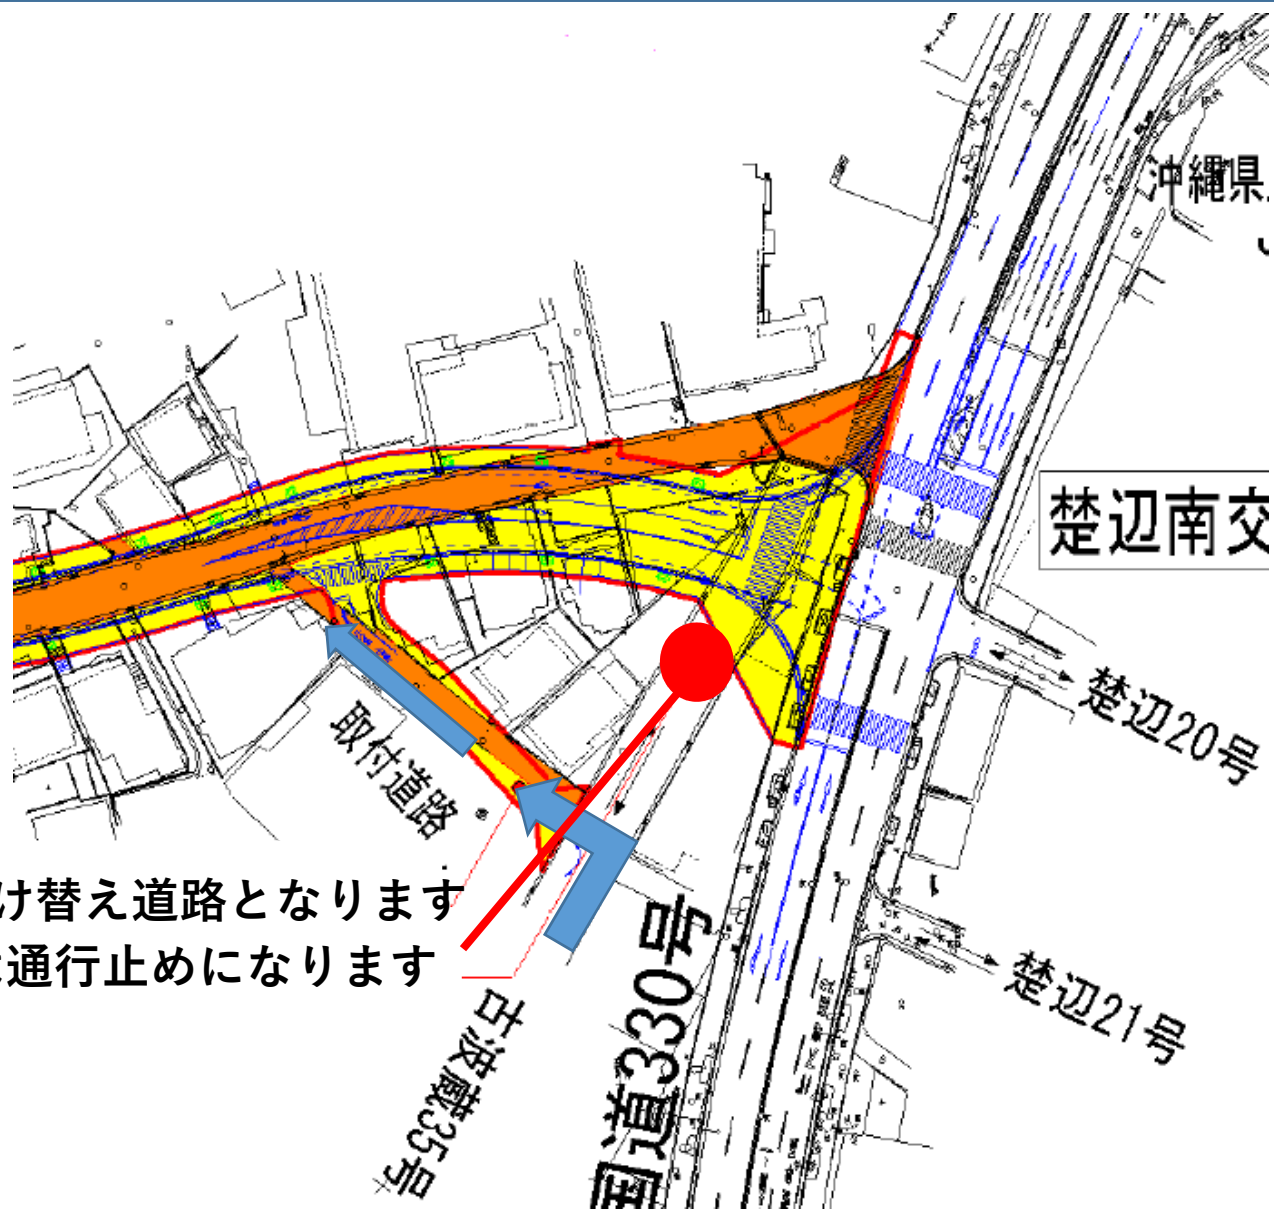 沖縄県
楚辺南交
楚辺20号
取付道路
け替え道路となります
通行止めになります
楚辺21号
古波蔵35号
国道330号